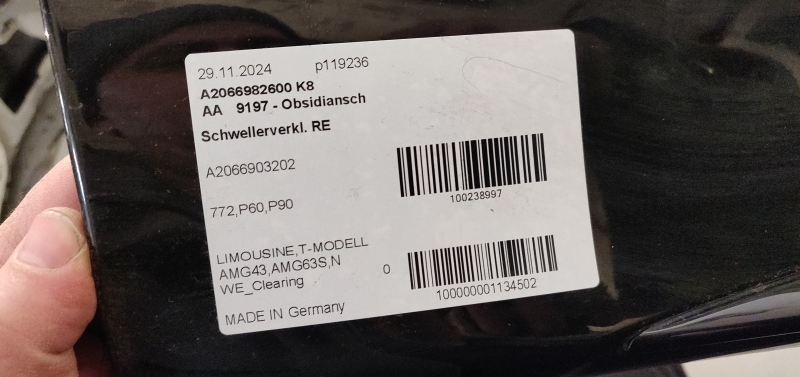 29.11.2024 p119236
A2066982600 K8
AA 9197 - Obsidiansch
Schwellerverkl. RE
A2066903202
100238997
772,P60,P90
LIMOUSINE,T-MODELL
AMG43,AMG63S,N 0
WE_Clearing
100000001134502
MADE IN Germany